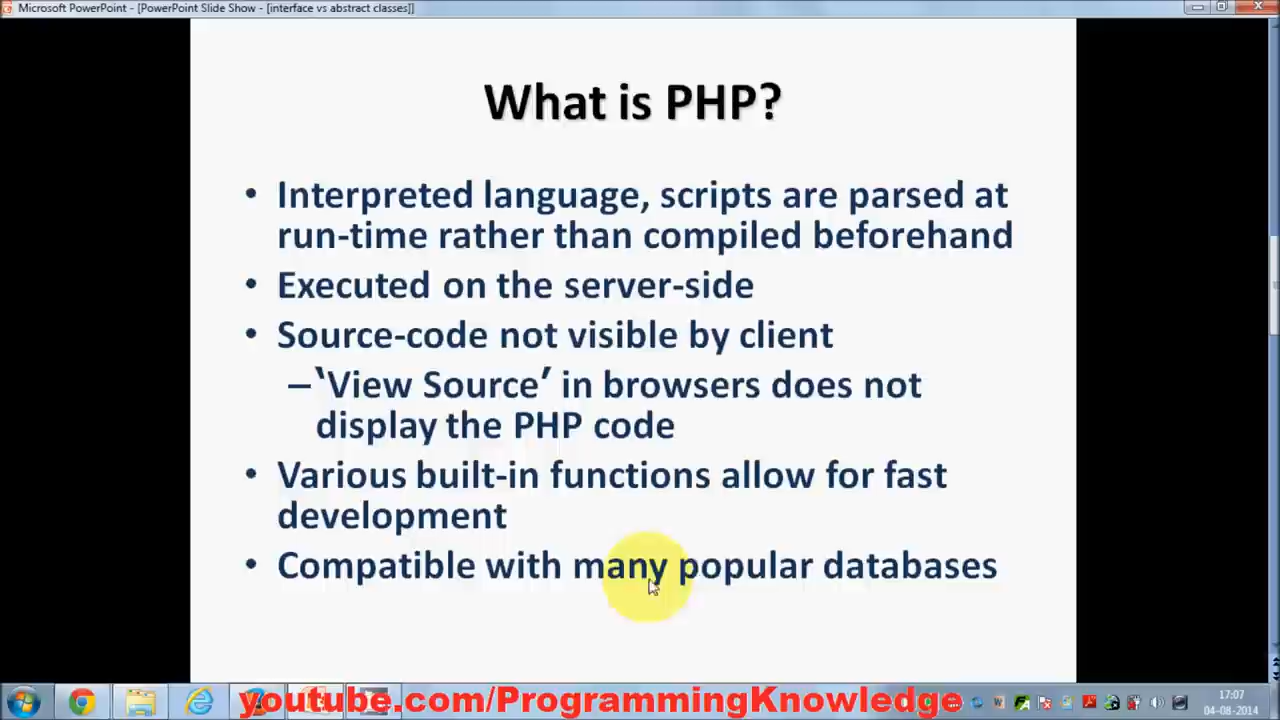 Microsoft PowerPoint - [PowerPoint Slide Show - [interface vs abstract classes]]
What is PHP?
• Interpreted language, scripts are parsed at
run-time rather than compiled beforehand
• Executed on the server-side
• Source-code not visible by client
–‘View Source’ in browsers does not
display the PHP code
• Various built-in functions allow for fast
development
• Compatible with many popular databases
youtube.com/ProgrammingKnowledge
17:07
04-08-2014